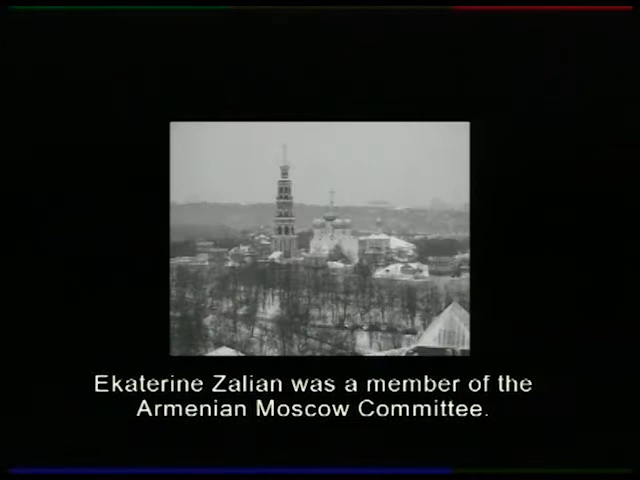 Ekaterine Zalian was a member of the
Armenian Moscow Committee.